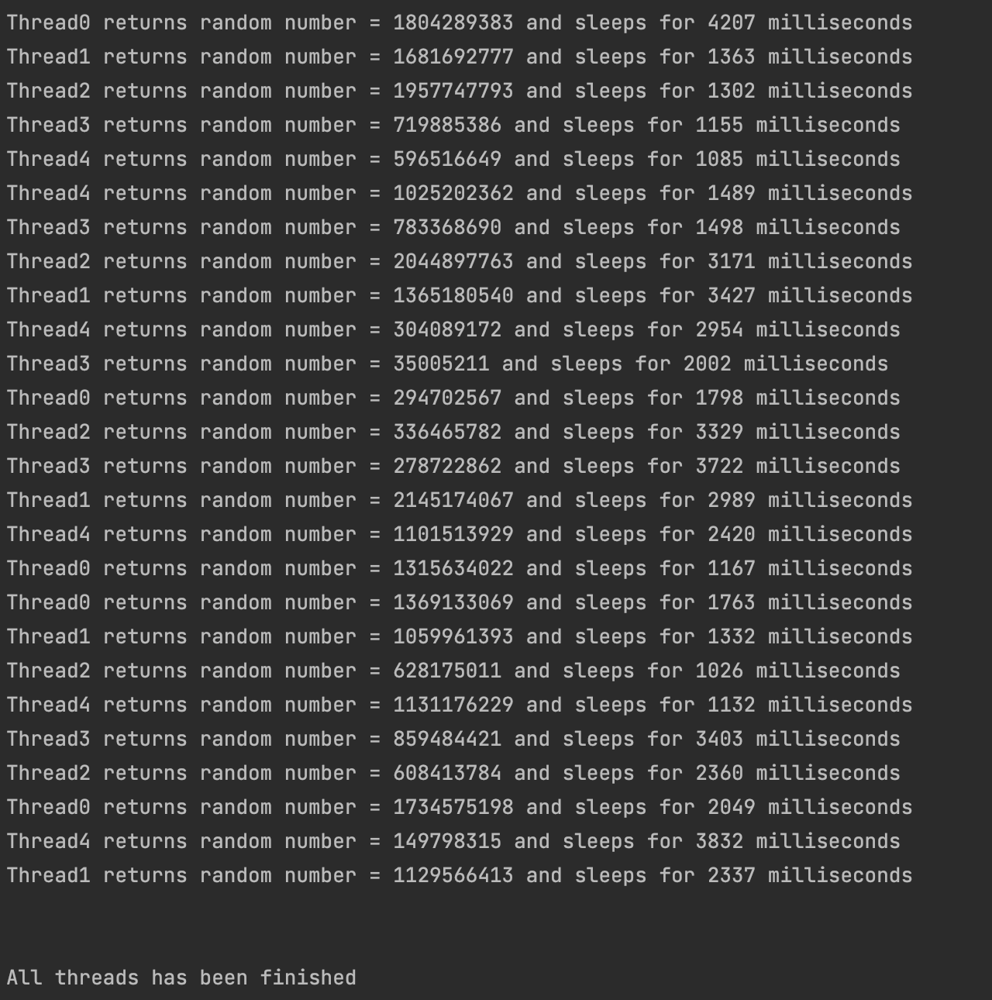 Thread0 returns random number = 1804289383 and sleeps for 4207 milliseconds
Thread1 returns random number = 1681692777 and sleeps for 1363 milliseconds
Thread2 returns random number = 1957747793 and sleeps for 1302 milliseconds
Thread3 returns random number = 719885386 and sleeps for 1155 milliseconds
Thread4 returns random number = 596516649 and sleeps for 1085 milliseconds
Thread4 returns random number = 1025202362 and sleeps for 1489 milliseconds
Thread3 returns random number = 783368690 and sleeps for 1498 milliseconds
Thread2 returns random number = 2044897763 and sleeps for 3171 milliseconds
Thread1 returns random number = 1365180540 and sleeps for 3427 milliseconds
Thread4 returns random number = 304089172 and sleeps for 2954 milliseconds
Thread3 returns random number = 35005211 and sleeps for 2002 milliseconds
Thread0 returns random number = 294702567 and sleeps for 1798 milliseconds
Thread2 returns random number = 336465782 and sleeps for 3329 milliseconds
Thread3 returns random number = 278722862 and sleeps for 3722 milliseconds
Thread1 returns random number = 2145174067 and sleeps for 2989 milliseconds
Thread4 returns random number = 1101513929 and sleeps for 2420 milliseconds
Thread0 returns random number = 1315634022 and sleeps for 1167 milliseconds
Thread0 returns random number = 1369133069 and sleeps for 1763 milliseconds
Thread1 returns random number = 1059961393 and sleeps for 1332 milliseconds
Thread2 returns random number = 628175011 and sleeps for 1026 milliseconds
Thread4 returns random number = 1131176229 and sleeps for 1132 milliseconds
Thread3 returns random number = 859484421 and sleeps for 3403 milliseconds
Thread2 returns random number = 608413784 and sleeps for 2360 milliseconds
Thread0 returns random number = 1734575198 and sleeps for 2049 milliseconds
Thread4 returns random number = 149798315 and sleeps for 3832 milliseconds
Thread1 returns random number = 1129566413 and sleeps for 2337 milliseconds
All threads has been finished